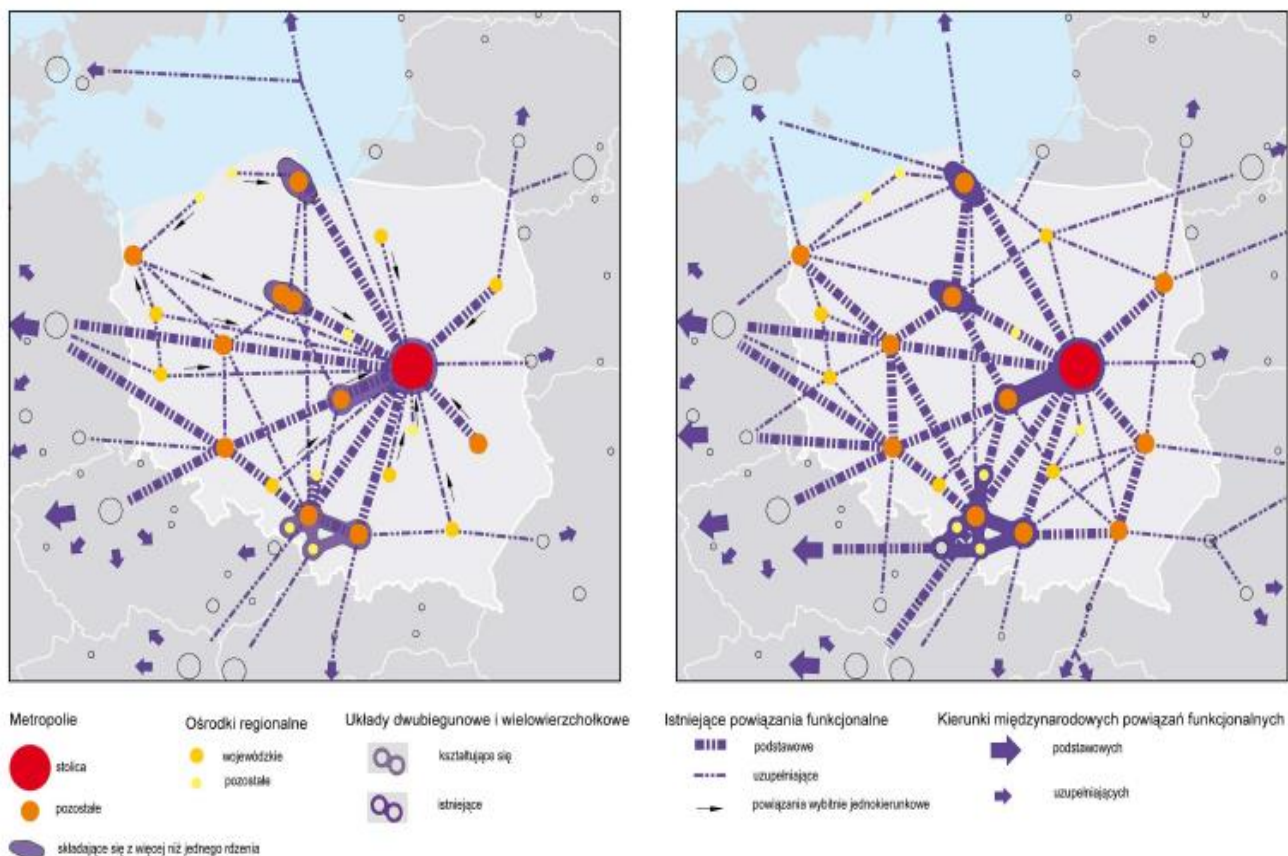 Metropolie
stolica
pozostałe
składające się z więcej niż jednego rdzenia
Ośrodki regionalne
wojewódzkie
pozostałe
Układy dwubiegunowe i wielowierzchołkowe
kształtujące się
istniejące
Istniejące powiązania funkcjonalne
podstawowe
uzupełniające
powiązania wybitnie jednokierunkowe
Kierunki międzynarodowych powiązań funkcjonalnych
podstawowych
uzupełniających